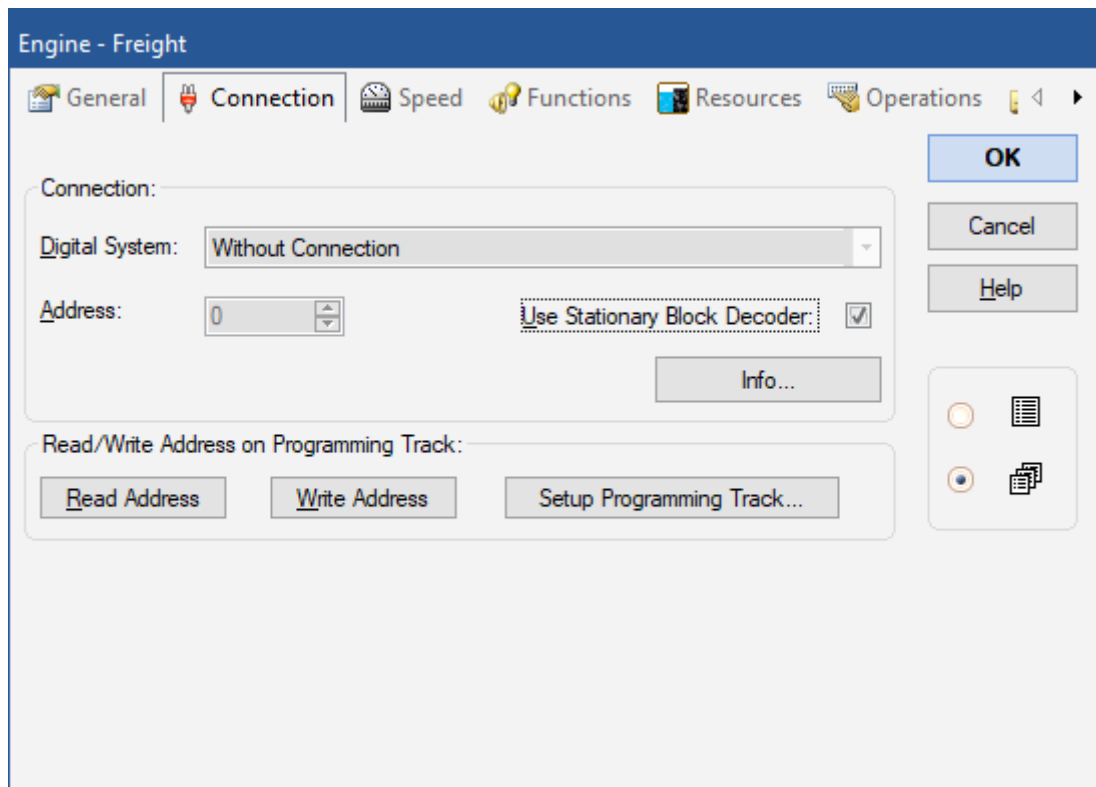 Engine - Freight
General Connection Speed Functions Resources Operations
OK
Connection:
Digital System: Without Connection
Cancel
Address: 0 Use Stationary Block Decoder:
Help
Info...
Read/Write Address on Programming Track:
Read Address Write Address Setup Programming Track...